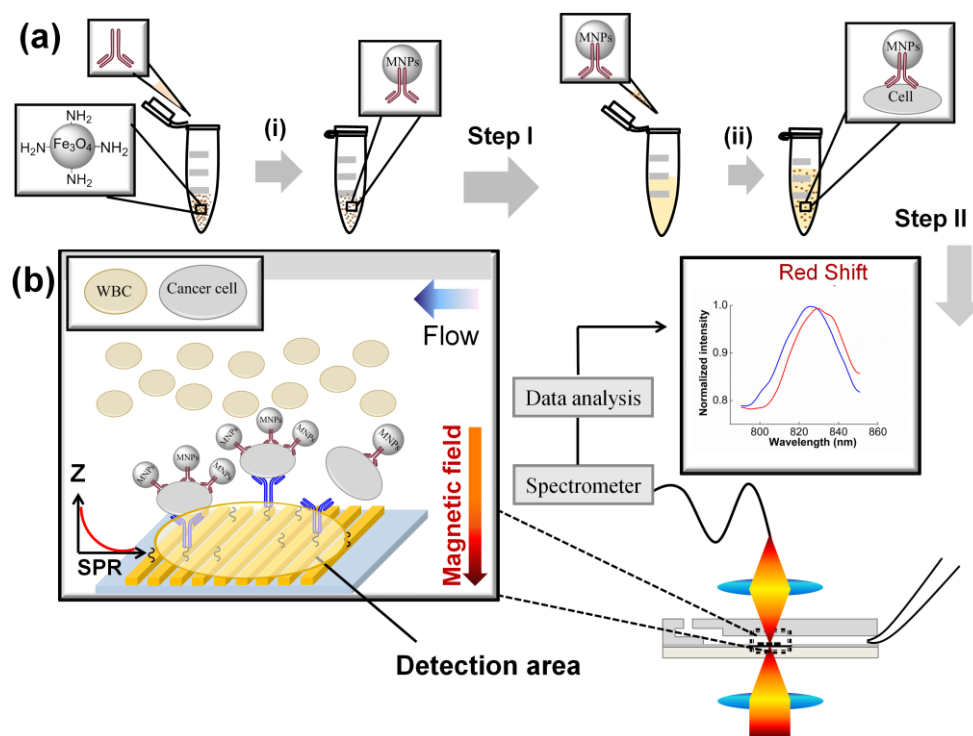 (a)
MNPs
MNPs
MNPs
Cell
NH₂
H₂N
Fe₃O₄
NH₂
NH₂
(i)
Step I
(ii)
Step II
(b)
WBC
Cancer cell
Flow
MNPs
MNPs
MNPs
MNPs
MNPs
MNPs
MNPs
Z
SPR
Magnetic field
Detection area
Data analysis
Spectrometer
Red Shift
Normalized intensity
1.0
0.9
0.8
800
820
840
860
Wavelength (nm)